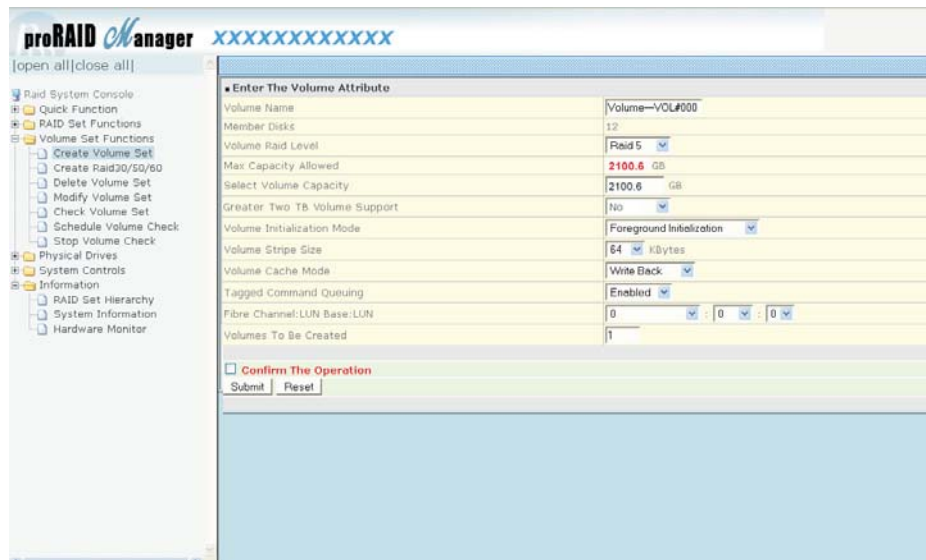 proRAID Manager XXXXXXXXXXXX
|open all|close all|
Raid System Console
Quick Function
RAID Set Functions
Volume Set Functions
Create Volume Set
Create Raid30/50/60
Delete Volume Set
Modify Volume Set
Check Volume Set
Schedule Volume Check
Stop Volume Check
Physical Drives
System Controls
Information
RAID Set Hierarchy
System Information
Hardware Monitor
Enter The Volume Attribute
Volume Name Volume---VOL#000
Member Disks 12
Volume Raid Level Raid 5
Max Capacity Allowed 2100.6 GB
Select Volume Capacity 2100.6 GB
Greater Two TB Volume Support No
Volume Initialization Mode Foreground Initialization
Volume Stripe Size 64 KBytes
Volume Cache Mode Write Back
Tagged Command Queuing Enabled
Fibre Channel:LUN Base:LUN 0 : 0 : 0
Volumes To Be Created 1
Confirm The Operation
Submit Reset